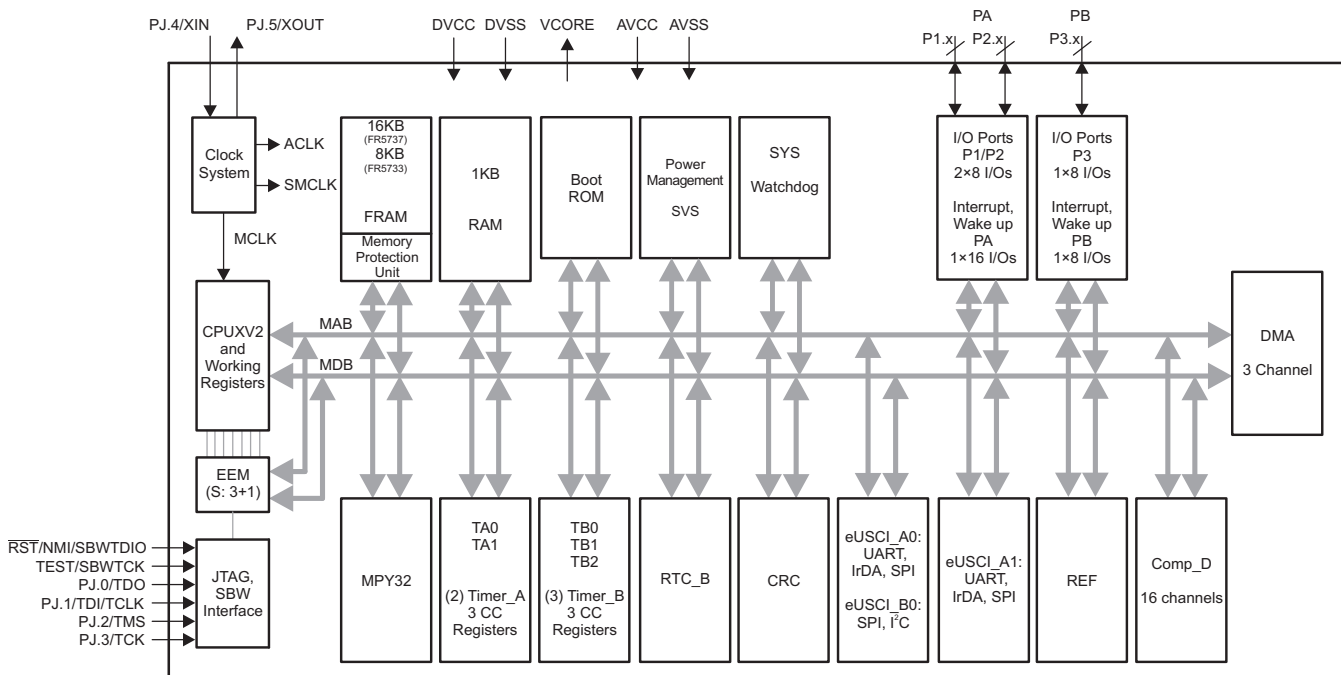 PJ.4/XIN
PJ.5/XOUT
DVCC
DVSS
VCORE
AVCC
AVSS
PA
P1.x
P2.x
PB
P3.x
Clock
System
ACLK
SMCLK
MCLK
16KB
(FR5737)
8KB
(FR5733)
FRAM
Memory
Protection
Unit
1KB
RAM
Boot
ROM
Power
Management
SVS
SYS
Watchdog
I/O Ports
P1/P2
2×8 I/Os
Interrupt,
Wake up
PA
1×16 I/Os
I/O Ports
P3
1×8 I/Os
Interrupt,
Wake up
PB
1×8 I/Os
CPUXV2
and
Working
Registers
MAB
MDB
DMA
3 Channel
EEM
(S: 3+1)
RST/NMI/SBWTDIO
TEST/SBWTCK
PJ.0/TDO
PJ.1/TDI/TCLK
PJ.2/TMS
PJ.3/TCK
JTAG,
SBW
Interface
MPY32
TA0
TA1
(2) Timer_A
3 CC
Registers
TB0
TB1
TB2
(3) Timer_B
3 CC
Registers
RTC_B
CRC
eUSCI_A0:
UART,
IrDA, SPI
eUSCI_B0:
SPI, I²C
eUSCI_A1:
UART,
IrDA, SPI
REF
Comp_D
16 channels